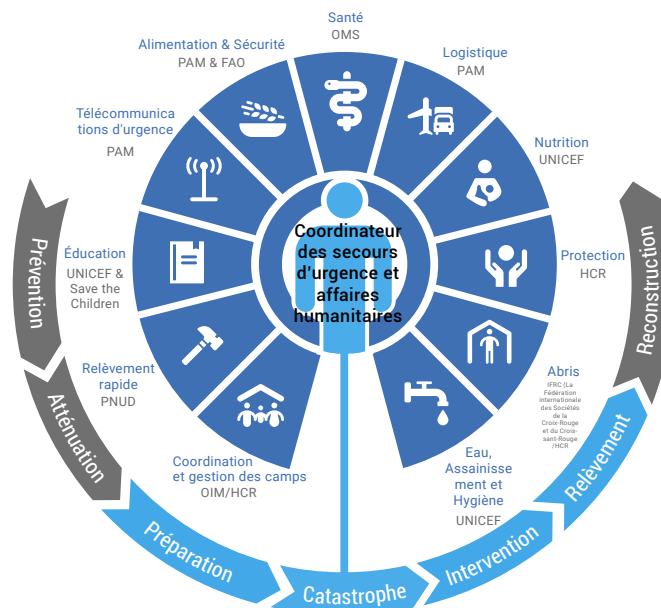 Santé
OMS
Alimentation & Sécurité
PAM & FAO
Logistique
PAM
Télécommunica
tions d'urgence
PAM
Nutrition
UNICEF
Éducation
UNICEF &
Save the
Children
Coordinateur
des secours
d'urgence et
affaires
humanitaires
Protection
HCR
Relèvement
rapide
PNUD
Abris
IFRC (La
Fédération
internationale
des Sociétés
de la
Croix-Rouge
et du Crois-
sant-Rouge
/HCR
Coordination
et gestion des camps
OIM/HCR
Eau,
Assainisse
ment et
Hygiène
UNICEF
Prévention
Atténuation
Préparation
Catastrophe
Intervention
Relèvement
Reconstruction